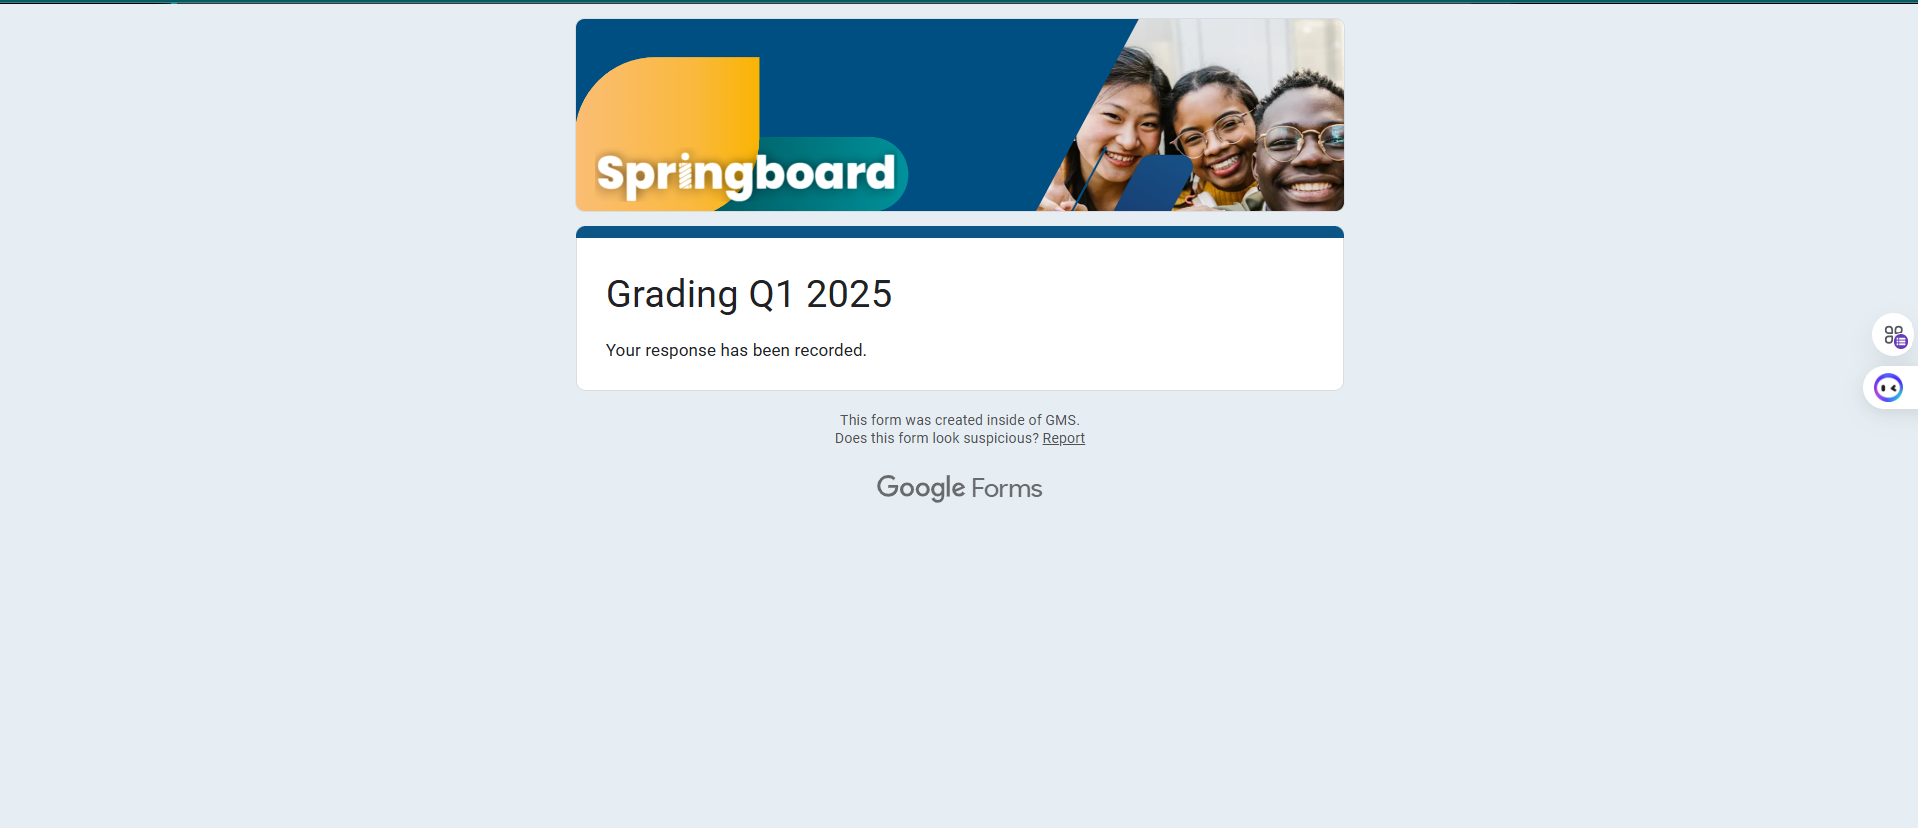 Springboard
Grading Q1 2025
Your response has been recorded.
This form was created inside of GMS.
Does this form look suspicious? Report
Google Forms